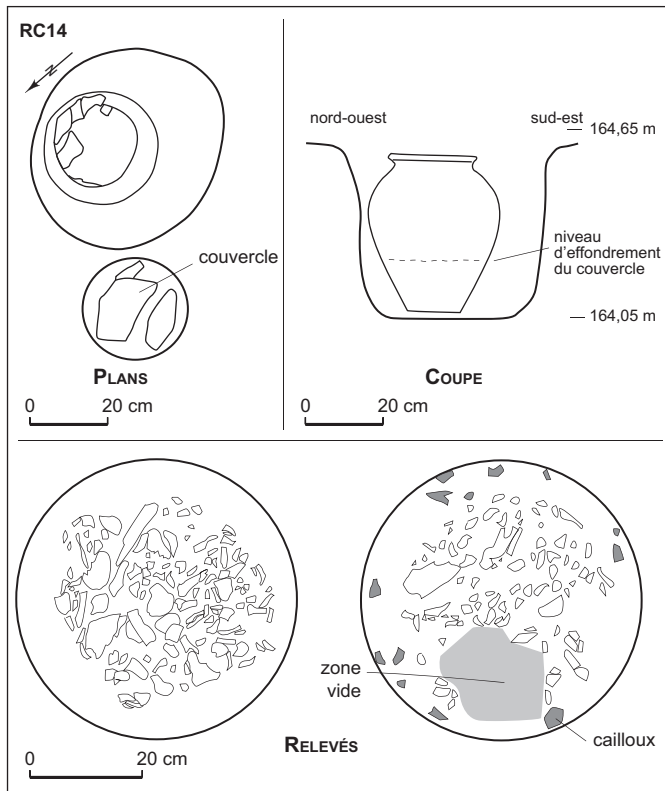 RC14
N
couvercle
PLANS
0 20 cm
nord-ouest
sud-est
164,65 m
niveau
d'effondrement
du couvercle
164,05 m
COUPE
0 20 cm
zone
vide
cailloux
RELEVÉS
0 20 cm